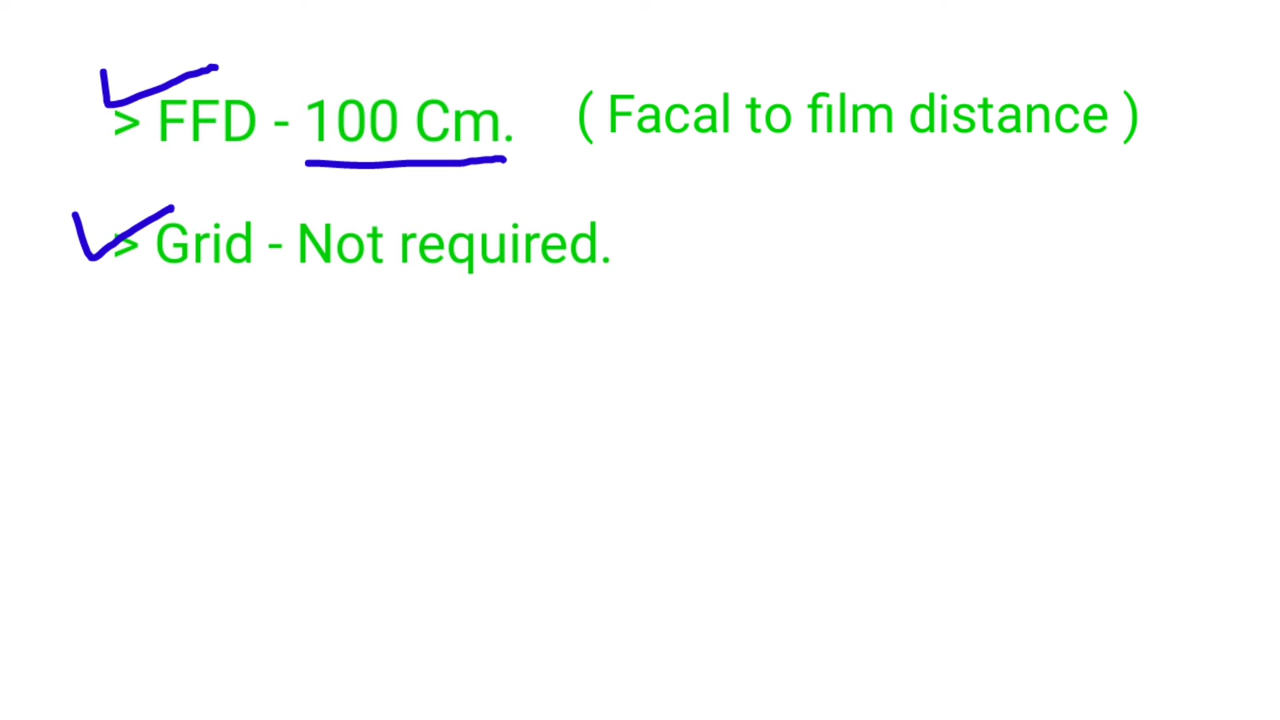 > FFD - 100 Cm. ( Facal to film distance )
> Grid - Not required.